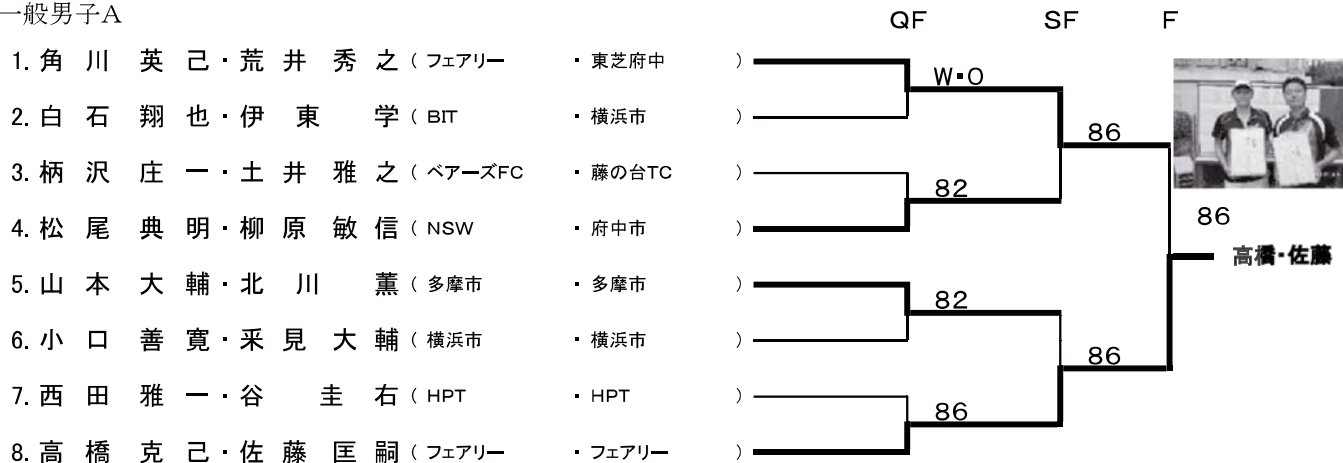 一般男子A
QF SF F
1. 角川 英己・荒井 秀之 ( フェアリー ・ 東芝府中 )
W・O
2. 白石 翔也・伊東 学 ( BIT ・ 横浜市 )
86
3. 柄沢 庄一・土井 雅之 ( ベアーズFC ・ 藤の台TC )
82
4. 松尾 典明・柳原 敏信 ( NSW ・ 府中市 )
86
高橋・佐藤
5. 山本 大輔・北川 薫 ( 多摩市 ・ 多摩市 )
82
6. 小口 善寛・釆見 大輔 ( 横浜市 ・ 横浜市 )
86
7. 西田 雅一・谷 圭右 ( HPT ・ HPT )
86
8. 高橋 克己・佐藤 匡嗣 ( フェアリー ・ フェアリー )